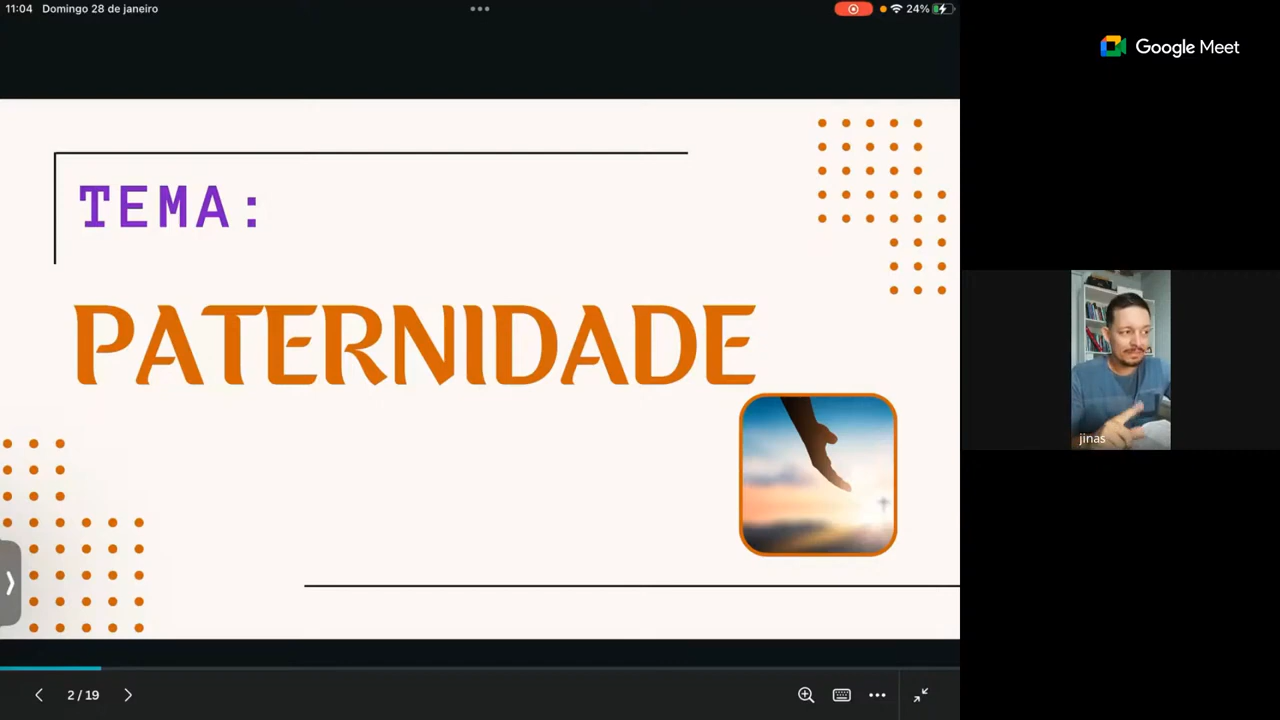 11:04 Domingo 28 de janeiro
24%
Google Meet
TEMA:
PATERNIDADE
jinas
2 / 19